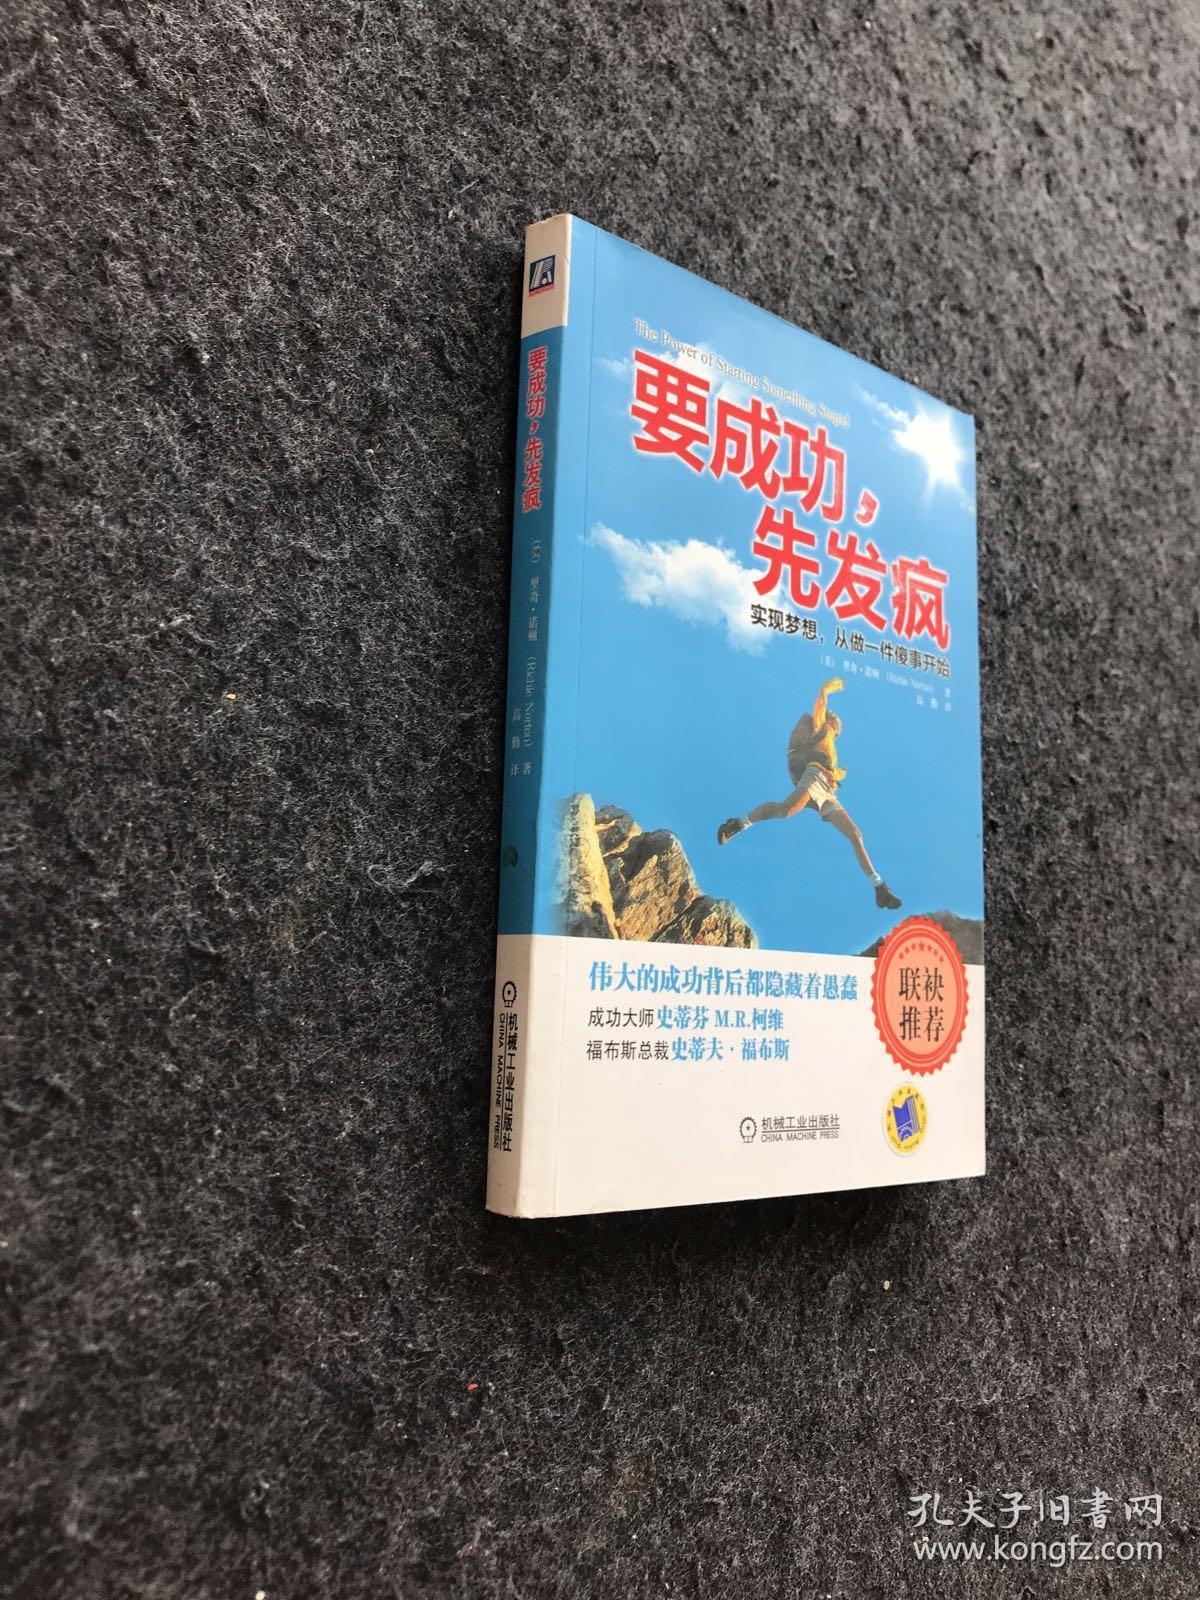 要成功，先发疯
（美） 里奇·诺顿 （Richie Norton） 著
高 勤 译
机械工业出版社
CHINA MACHINE PRESS
The Power of Starting Something Stupid
要成功，
先发疯
实现梦想，从做一件傻事开始
（美） 里奇·诺顿 （Richie Norton） 著
高 勤 译
伟大的成功背后都隐藏着愚蠢
成功大师史蒂芬 M.R.柯维
福布斯总裁史蒂夫·福布斯
联袂
推荐
机械工业出版社
CHINA MACHINE PRESS
孔夫子旧书网
www.kongfz.com